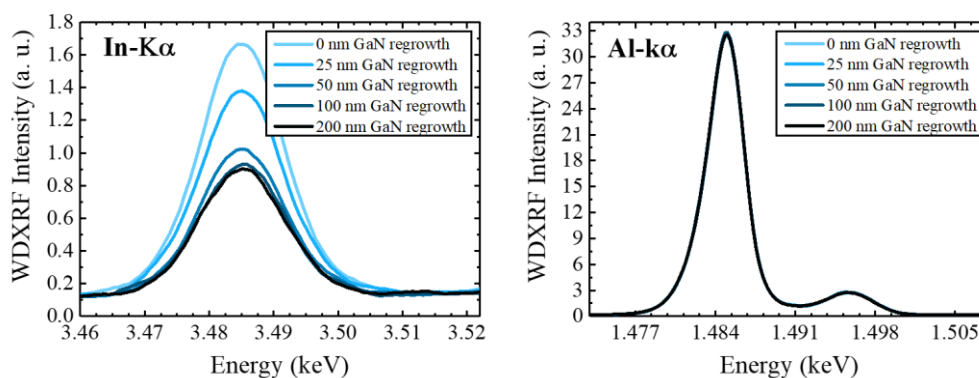 In-Kα
WDXRF Intensity (a. u.)
1.8
1.6
1.4
1.2
1.0
0.8
0.6
0.4
0.2
0.0
0 nm GaN regrowth
25 nm GaN regrowth
50 nm GaN regrowth
100 nm GaN regrowth
200 nm GaN regrowth
3.46 3.47 3.48 3.49 3.50 3.51 3.52
Energy (keV)
Al-kα
WDXRF Intensity (a. u.)
33
30
27
24
21
18
15
12
9
6
3
0
0 nm GaN regrowth
25 nm GaN regrowth
50 nm GaN regrowth
100 nm GaN regrowth
200 nm GaN regrowth
1.477 1.484 1.491 1.498 1.505
Energy (keV)